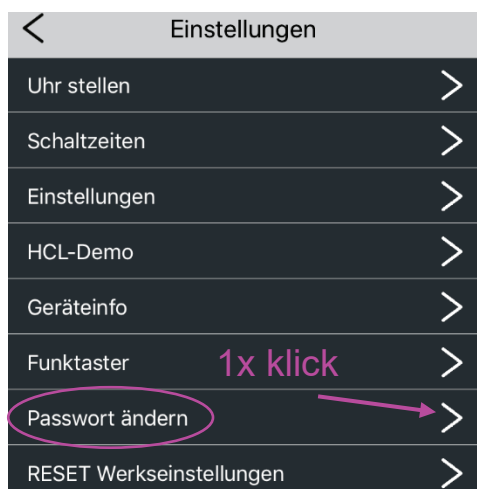 Einstellungen
Uhr stellen
Schaltzeiten
Einstellungen
HCL-Demo
Geräteinfo
Funktaster
1x klick
Passwort ändern
RESET Werkseinstellungen